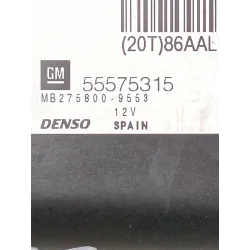 (20T)86AAL
GM 55575315
MB275800-9553
12V
DENSO SPAIN